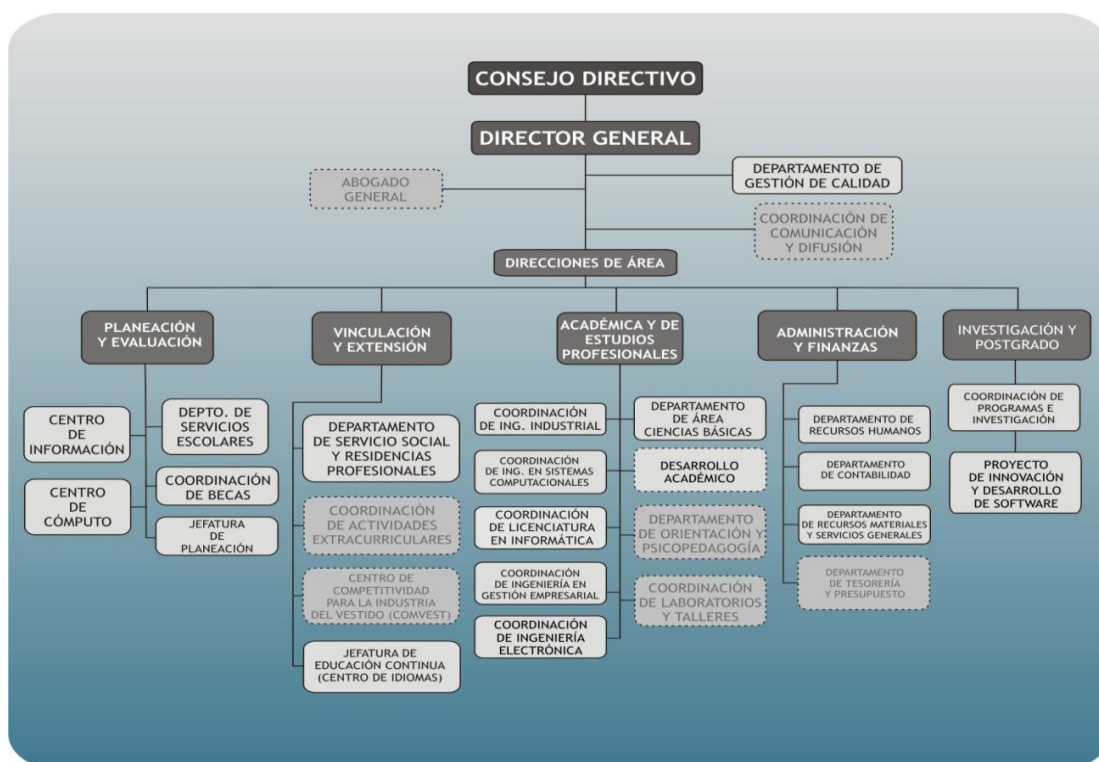 CONSEJO DIRECTIVO
DIRECTOR GENERAL
ABOGADO
GENERAL
DEPARTAMENTO DE
GESTIÓN DE CALIDAD
COORDINACIÓN DE
COMUNICACIÓN
Y DIFUSIÓN
DIRECCIONES DE ÁREA
PLANEACIÓN
Y EVALUACIÓN
CENTRO
DE
INFORMACIÓN
DEPTO. DE
SERVICIOS
ESCOLARES
CENTRO
DE
CÓMPUTO
COORDINACIÓN
DE BECAS
JEFATURA
DE
PLANEACIÓN
VINCULACIÓN
Y EXTENSIÓN
DEPARTAMENTO
DE SERVICIO SOCIAL
Y RESIDENCIAS
PROFESIONALES
COORDINACIÓN
DE ACTIVIDADES
EXTRACURRICULARES
CENTRO DE
COMPETITIVIDAD
PARA LA INDUSTRIA
DEL VESTIDO (COMVEST)
JEFATURA DE
EDUCACIÓN CONTINUA
(CENTRO DE IDIOMAS)
ACADÉMICA Y DE
ESTUDIOS
PROFESIONALES
COORDINACIÓN
DE ING. INDUSTRIAL
DEPARTAMENTO
DE ÁREA
CIENCIAS BÁSICAS
COORDINACIÓN
DE ING. EN SISTEMAS
COMPUTACIONALES
DESARROLLO
ACADÉMICO
COORDINACIÓN
DE LICENCIATURA
EN INFORMÁTICA
DEPARTAMENTO
DE ORIENTACIÓN Y
PSICOPEDAGOGÍA
COORDINACIÓN
DE INGENIERÍA EN
GESTIÓN EMPRESARIAL
COORDINACIÓN
DE LABORATORIOS
Y TALLERES
COORDINACIÓN
DE INGENIERÍA
ELECTRÓNICA
ADMINISTRACIÓN
Y FINANZAS
DEPARTAMENTO DE
RECURSOS HUMANOS
DEPARTAMENTO
DE CONTABILIDAD
DEPARTAMENTO
DE RECURSOS MATERIALES
Y SERVICIOS GENERALES
DEPARTAMENTO
DE TESORERÍA
Y PRESUPUESTO
INVESTIGACIÓN Y
POSTGRADO
COORDINACIÓN DE
PROGRAMAS E
INVESTIGACIÓN
PROYECTO
DE INNOVACIÓN
Y DESARROLLO
DE SOFTWARE